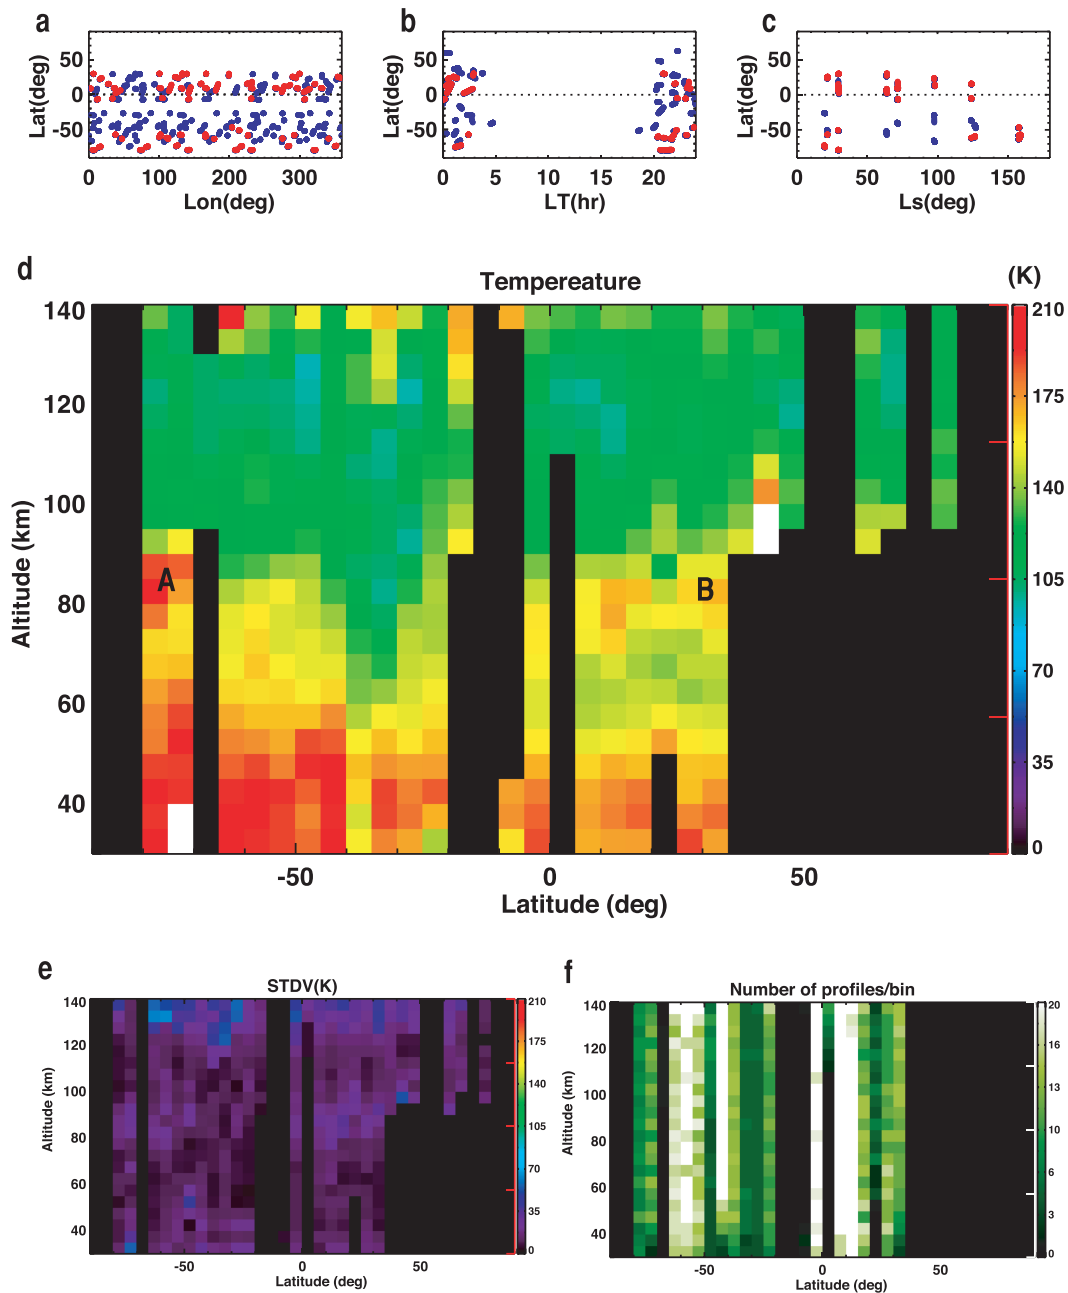 a
b
c
Lat(deg)
50
0
-50
0
100
200
300
Lon(deg)
Lat(deg)
50
0
-50
0
5
10
15
20
LT(hr)
Lat(deg)
50
0
-50
0
50
100
150
Ls(deg)
d
Tempereature
(K)
Altitude (km)
140
120
100
80
60
40
A
B
-50
0
50
Latitude (deg)
210
175
140
105
70
35
0
e
STDV(K)
Altitude (km)
140
120
100
80
60
40
-50
0
50
Latitude (deg)
210
175
140
105
70
35
0
f
Number of profiles/bin
Altitude (km)
140
120
100
80
60
40
-50
0
50
Latitude (deg)
120
16
13
10
6
3
0